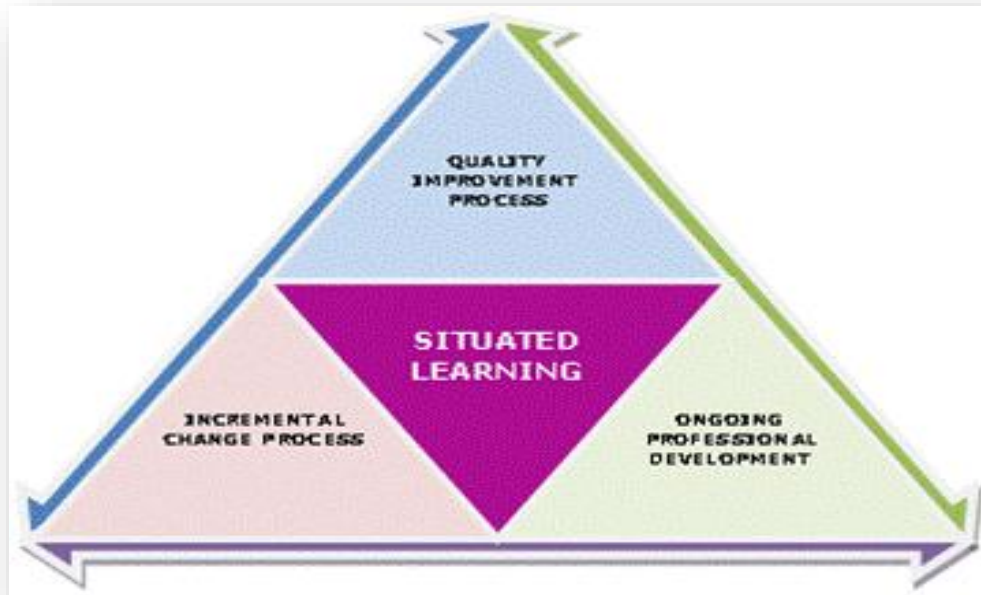 QUALITY
IMPROVEMENT
PROCESS
SITUATED
LEARNING
INCREMENTAL
CHANGE PROCESS
ONGOING
PROFESSIONAL
DEVELOPMENT